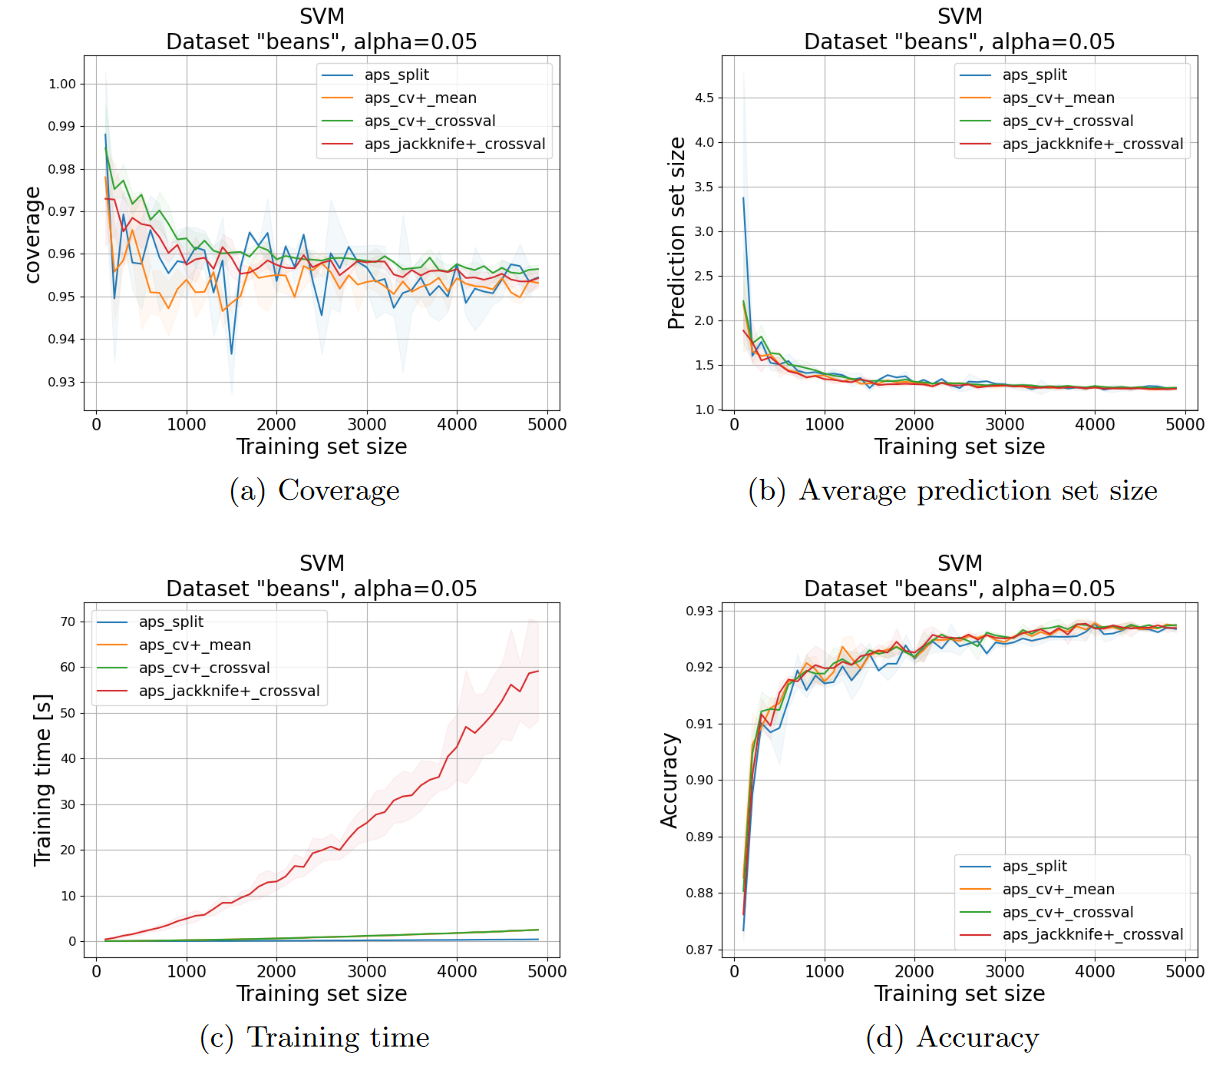 SVM
Dataset "beans", alpha=0.05
coverage
1.00
0.99
0.98
0.97
0.96
0.95
0.94
0.93
aps_split
aps_cv+_mean
aps_cv+_crossval
aps_jackknife+_crossval
0 1000 2000 3000 4000 5000
Training set size
(a) Coverage
SVM
Dataset "beans", alpha=0.05
Prediction set size
4.5
4.0
3.5
3.0
2.5
2.0
1.5
1.0
aps_split
aps_cv+_mean
aps_cv+_crossval
aps_jackknife+_crossval
0 1000 2000 3000 4000 5000
Training set size
(b) Average prediction set size
SVM
Dataset "beans", alpha=0.05
Training time [s]
70
60
50
40
30
20
10
0
aps_split
aps_cv+_mean
aps_cv+_crossval
aps_jackknife+_crossval
0 1000 2000 3000 4000 5000
Training set size
(c) Training time
SVM
Dataset "beans", alpha=0.05
Accuracy
0.93
0.92
0.91
0.90
0.89
0.88
0.87
aps_split
aps_cv+_mean
aps_cv+_crossval
aps_jackknife+_crossval
0 1000 2000 3000 4000 5000
Training set size
(d) Accuracy